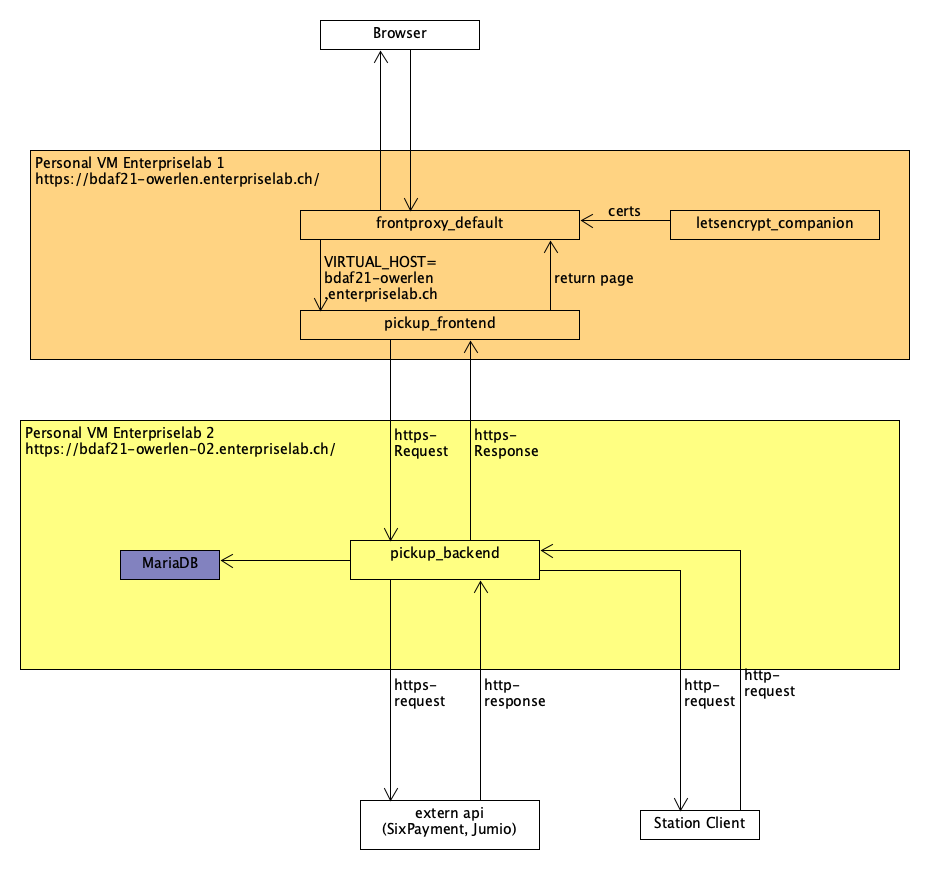 Browser
Personal VM Enterpriselab 1
https://bdaf21-owerlen.enterpriselab.ch/
frontproxy_default
certs
letsencrypt_companion
VIRTUAL_HOST=
bdaf21-owerlen
.enterpriselab.ch
return page
pickup_frontend
Personal VM Enterpriselab 2
https://bdaf21-owerlen-02.enterpriselab.ch/
https-
Request
https-
Response
pickup_backend
MariaDB
https-
request
http-
response
http-
request
http-
request
extern api
(SixPayment, Jumio)
Station Client